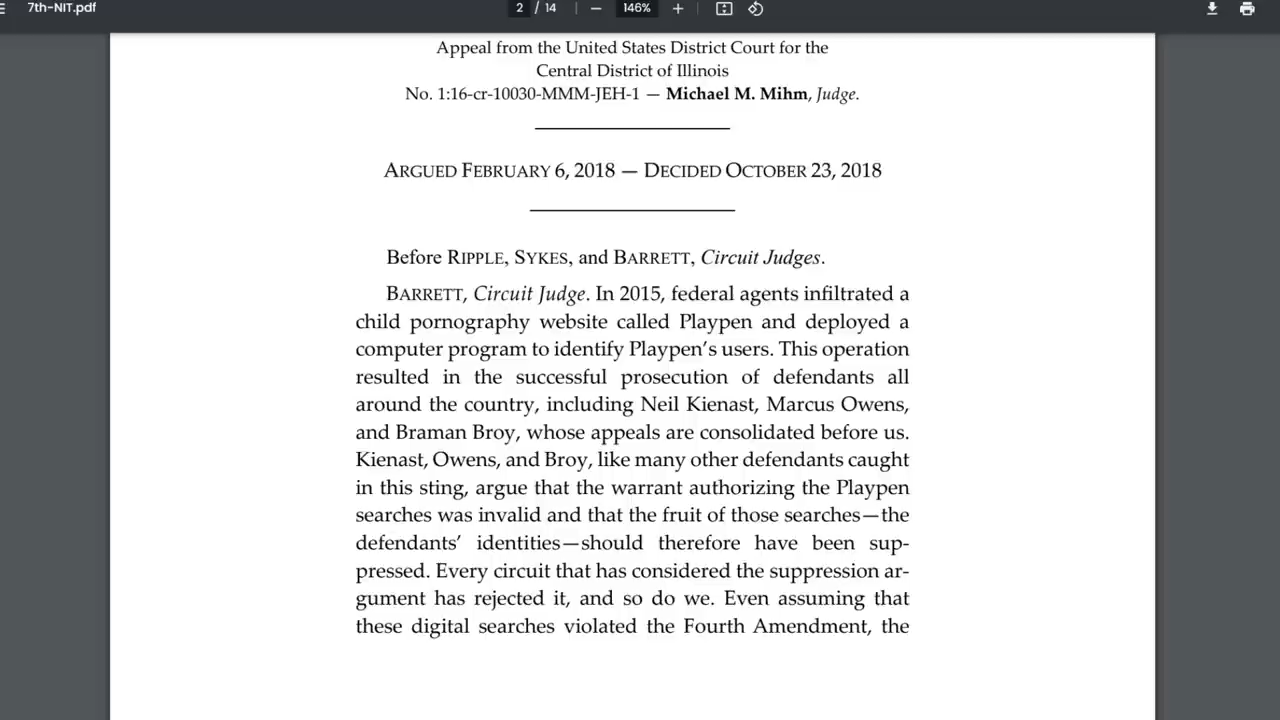 7th-NIT.pdf
2 / 14
146%
Appeal from the United States District Court for the
Central District of Illinois
No. 1:16-cr-10030-MMM-JEH-1 — Michael M. Mihm, Judge.
ARGUED FEBRUARY 6, 2018 — DECIDED OCTOBER 23, 2018
Before RIPPLE, SYKES, and BARRETT, Circuit Judges.
BARRETT, Circuit Judge. In 2015, federal agents infiltrated a
child pornography website called Playpen and deployed a
computer program to identify Playpen’s users. This operation
resulted in the successful prosecution of defendants all
around the country, including Neil Kienast, Marcus Owens,
and Braman Broy, whose appeals are consolidated before us.
Kienast, Owens, and Broy, like many other defendants caught
in this sting, argue that the warrant authorizing the Playpen
searches was invalid and that the fruit of those searches—the
defendants’ identities—should therefore have been sup-
pressed. Every circuit that has considered the suppression ar-
gument has rejected it, and so do we. Even assuming that
these digital searches violated the Fourth Amendment, the